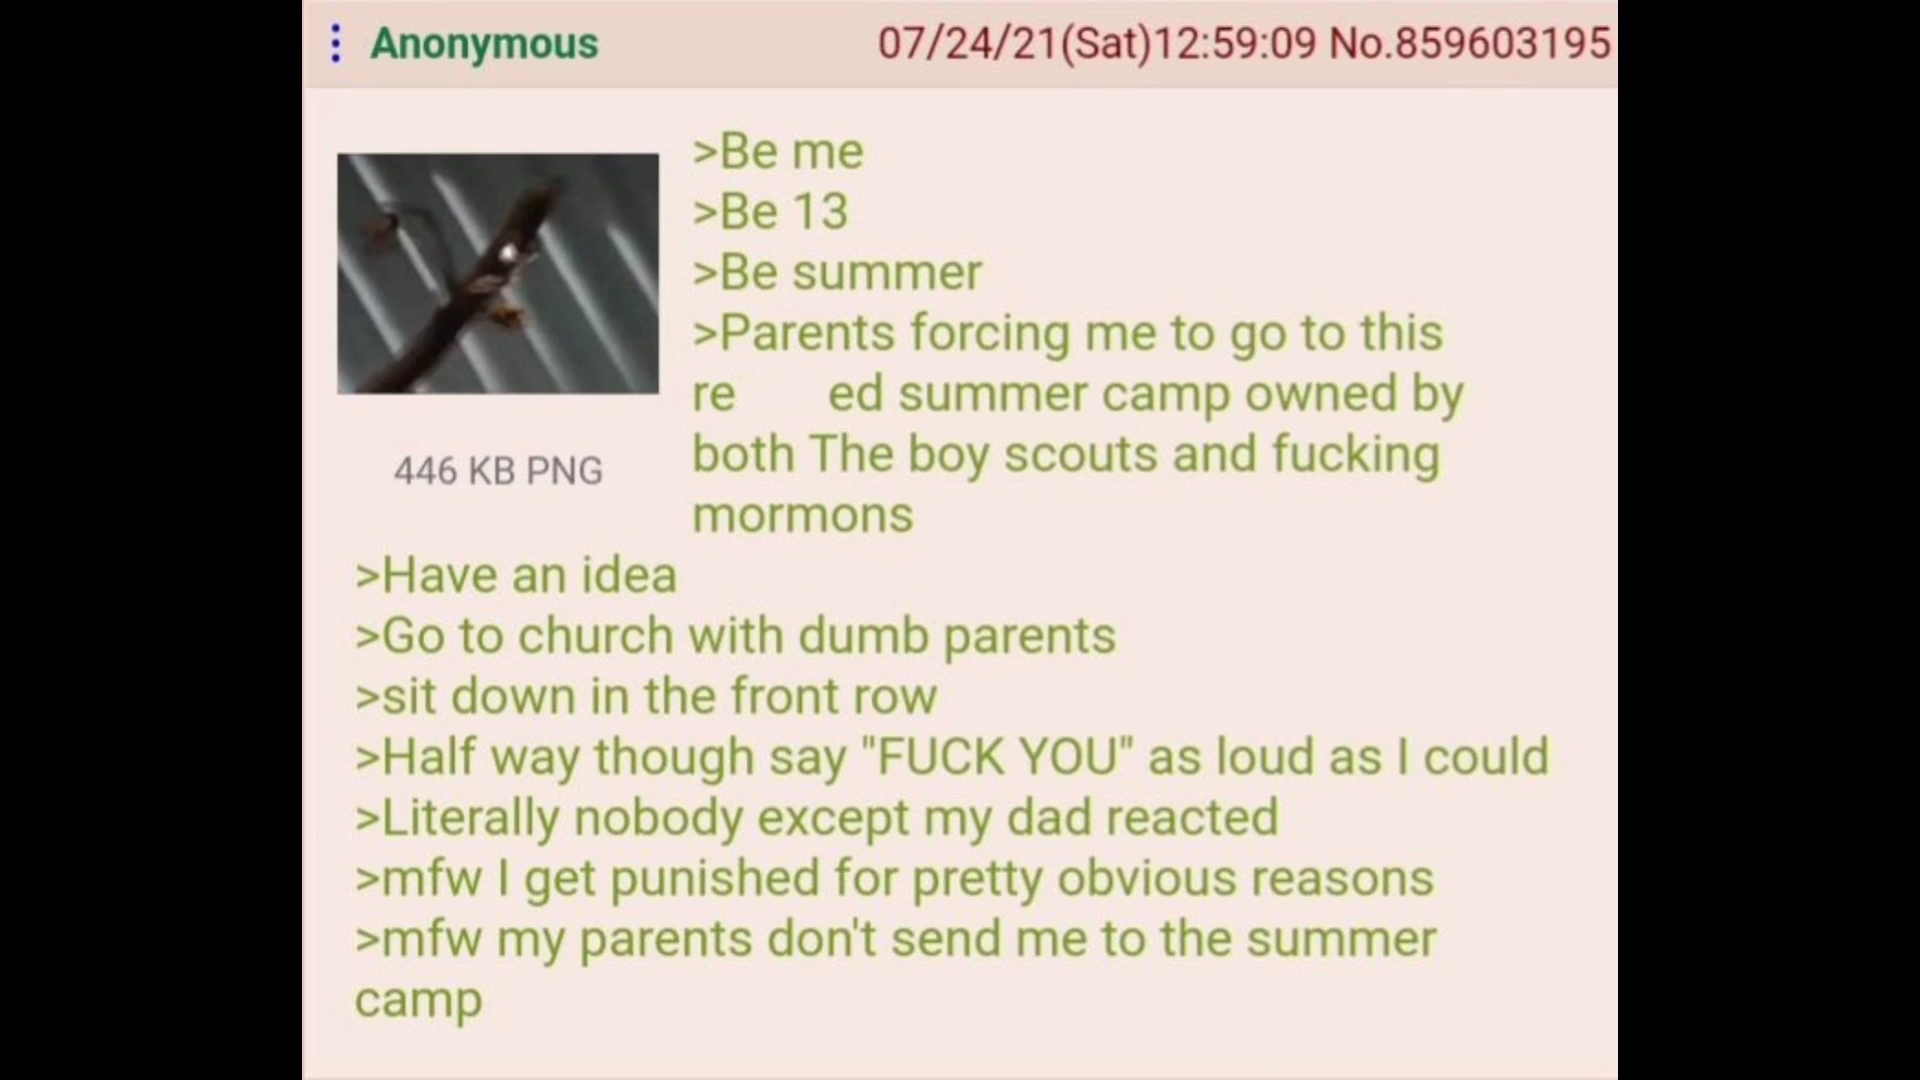 Anonymous 07/24/21(Sat)12:59:09 No.859603195
>Be me
>Be 13
>Be summer
>Parents forcing me to go to this
re ed summer camp owned by
both The boy scouts and fucking
mormons
446 KB PNG
>Have an idea
>Go to church with dumb parents
>sit down in the front row
>Half way though say "FUCK YOU" as loud as I could
>Literally nobody except my dad reacted
>mfw I get punished for pretty obvious reasons
>mfw my parents don't send me to the summer
camp